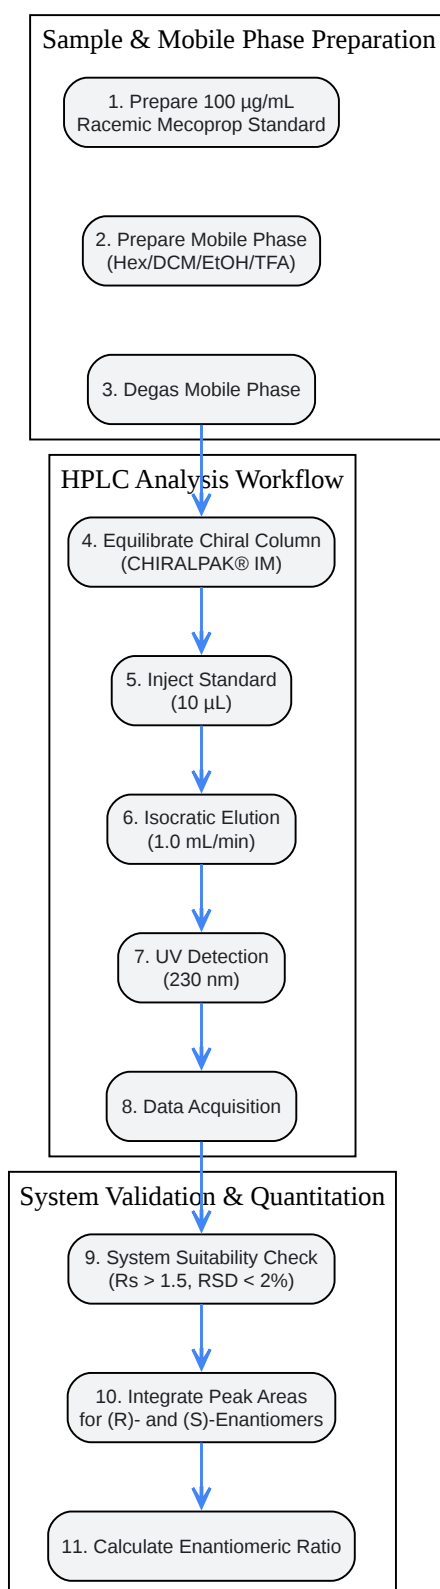 Sample & Mobile Phase Preparation
1. Prepare 100 µg/mL
Racemic Mecoprop Standard
2. Prepare Mobile Phase
(Hex/DCM/EtOH/TFA)
3. Degas Mobile Phase
HPLC Analysis Workflow
4. Equilibrate Chiral Column
(CHIRALPAK® IM)
5. Inject Standard
(10 µL)
6. Isocratic Elution
(1.0 mL/min)
7. UV Detection
(230 nm)
8. Data Acquisition
System Validation & Quantitation
9. System Suitability Check
(Rs > 1.5, RSD < 2%)
10. Integrate Peak Areas
for (R)- and (S)-Enantiomers
11. Calculate Enantiomeric Ratio